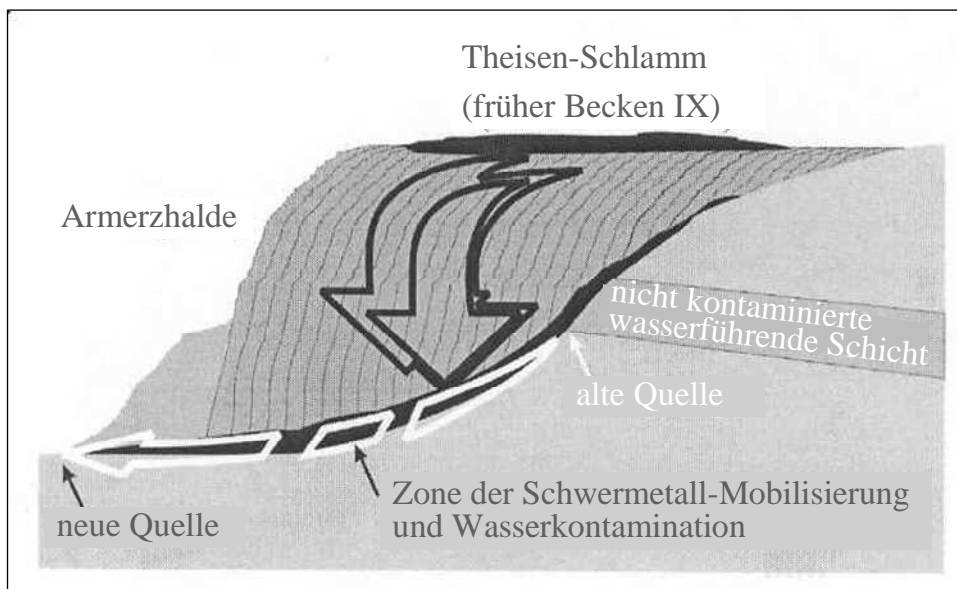 Theisen-Schlamm
(früher Becken IX)
Armerzhalde
nicht kontaminierte
wasserführende Schicht
alte Quelle
Zone der Schwermetall-Mobilisierung
und Wasserkontamination
neue Quelle